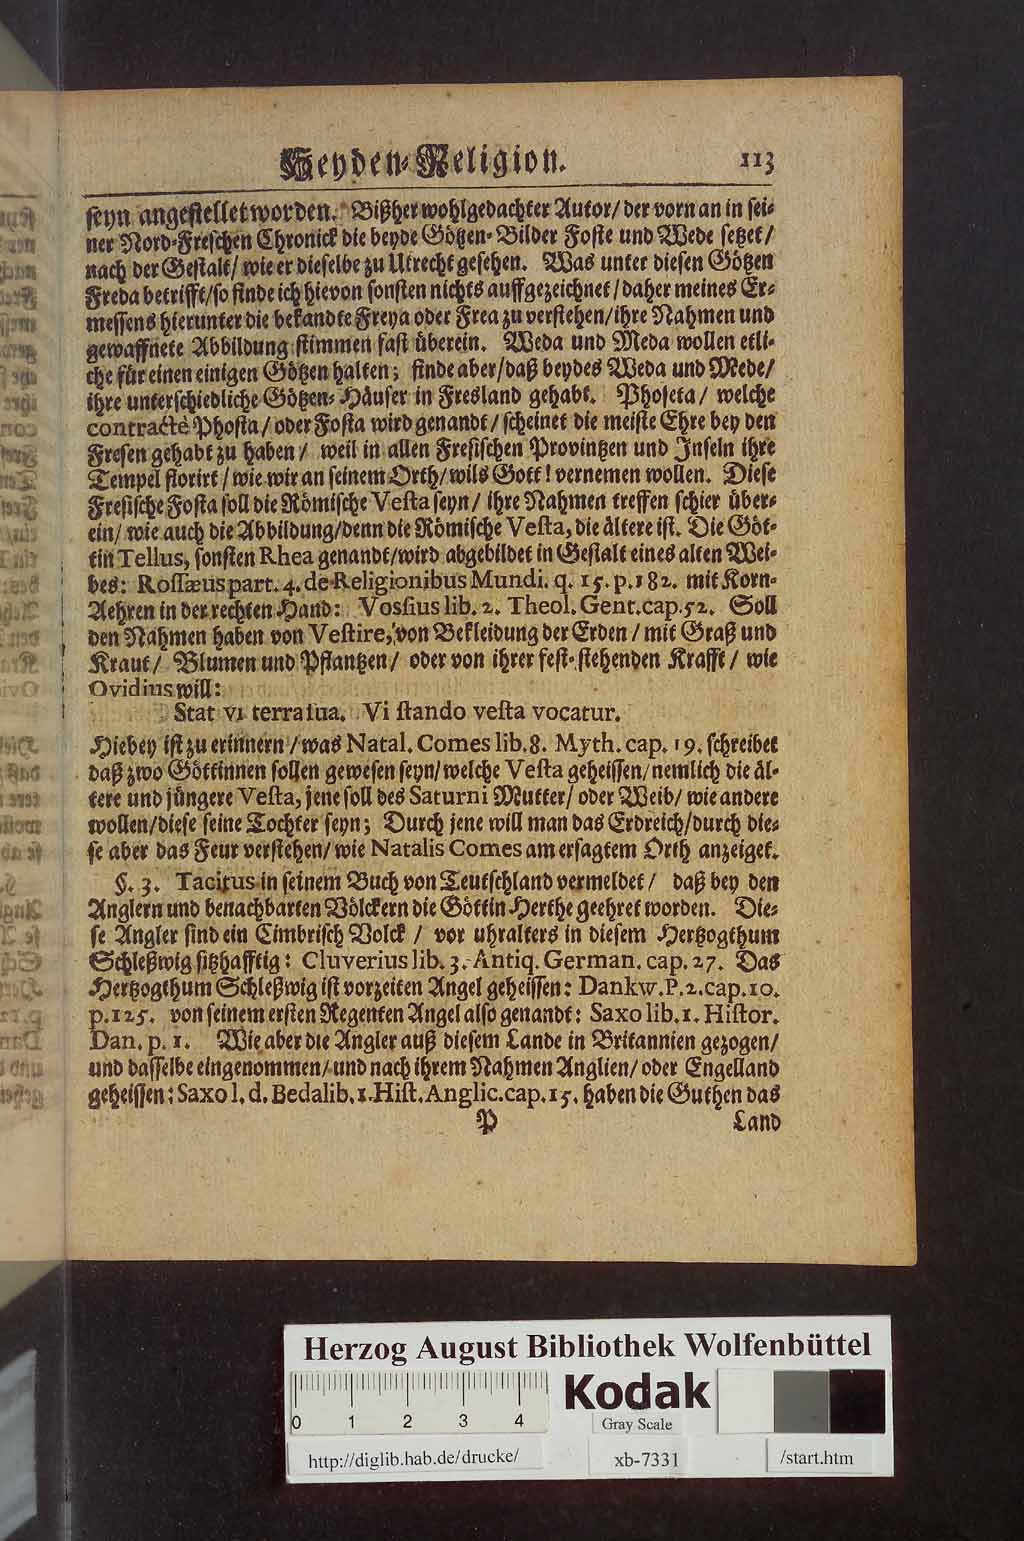 Heyden-Religion. 113
seyn angestellet worden. Bißher wohlgedachter Autor/ der vorn an in sei-
ner Nord-Freschen Chronick die beyde Götzen-Bilder Foste und Wede setzet/
nach der Gestalt/ wie er dieselbe zu Utrecht gesehen. Was unter diesen Götzen
Freda betrifft/ so finde ich hievon sonsten nichts auffgezeichnet/ daher meines Er-
messens hierunter die bekandte Freya oder Frea zu verstehen/ ihre Nahmen und
gewaffnete Abbildung stimmen fast überein. Weda und Meda wollen etli-
che für einen einigen Götzen halten; finde aber/ daß beydes Weda und Mede/
ihre unterschiedliche Götzen-Häuser in Fresland gehabt. Phoseta/ welche
contractè Phosta/ oder Fosta wird genandt/ scheinet die meiste Ehre bey den
Fresen gehabt zu haben/ weil in allen Fresischen Provintzen und Inseln ihre
Tempel florirt/ wie wir an seinem Orth/ wils Gott! vernemen wollen. Diese
Fresische Fosta soll die Römische Vesta seyn/ ihre Nahmen treffen schier über-
ein/ wie auch die Abbildung/ denn die Römische Vesta, die ältere ist. Die Göt-
tin Tellus, sonsten Rhea genandt/ wird abgebildet in Gestalt eines alten Wei-
bes: Rossæus part. 4. de Religionibus Mundi. q. 15. p. 182. mit Korn-
Aehren in der rechten Hand: Vossius lib. 2. Theol. Gent. cap. 52. Soll
den Nahmen haben von Vestire, von Bekleidung der Erden/ mit Graß und
Kraut/ Blumen und Pflantzen/ oder von ihrer fest-stehenden Krafft/ wie
Ovidius will:
Stat vi terra sua. Vi stando vesta vocatur.
Hiebey ist zu erinnern/ was Natal. Comes lib. 8. Myth. cap. 19. schreibet
daß zwo Göttinnen sollen gewesen seyn/ welche Vesta geheissen/ nemlich die äl-
tere und jüngere Vesta, jene soll des Saturni Mutter/ oder Weib/ wie andere
wollen/ diese seine Tochter seyn; Durch jene will man das Erdreich/ durch die-
se aber das Feur verstehen/ wie Natalis Comes am ersagtem Orth anzeiget.
§. 3. Tacitus in seinem Buch von Teutschland vermeldet/ daß bey den
Anglern und benachbarten Völckern die Göttin Herthe geehret worden. Die-
se Angler sind ein Cimbrisch Volck/ vor uhralters in diesem Hertzogthum
Schleßwig sitzhafftig: Cluverius lib. 3. Antiq. German. cap. 27. Das
Hertzogthum Schleßwig ist vorzeiten Angel geheissen: Dankw. P. 2. cap. 10.
p. 125. von seinem ersten Regenten Angel also genandt: Saxo lib. 1. Histor.
Dan. p. 1. Wie aber die Angler auß diesem Lande in Britannien gezogen/
und dasselbe eingenommen/ und nach ihrem Nahmen Anglien/ oder Engelland
geheissen: Saxo l. d. Beda lib. 1. Hist. Anglic. cap. 15. haben die Guthen das
P Land
Herzog August Bibliothek Wolfenbüttel
0 1 2 3 4
Kodak
Gray Scale
http://diglib.hab.de/drucke/ xb-7331 /start.htm